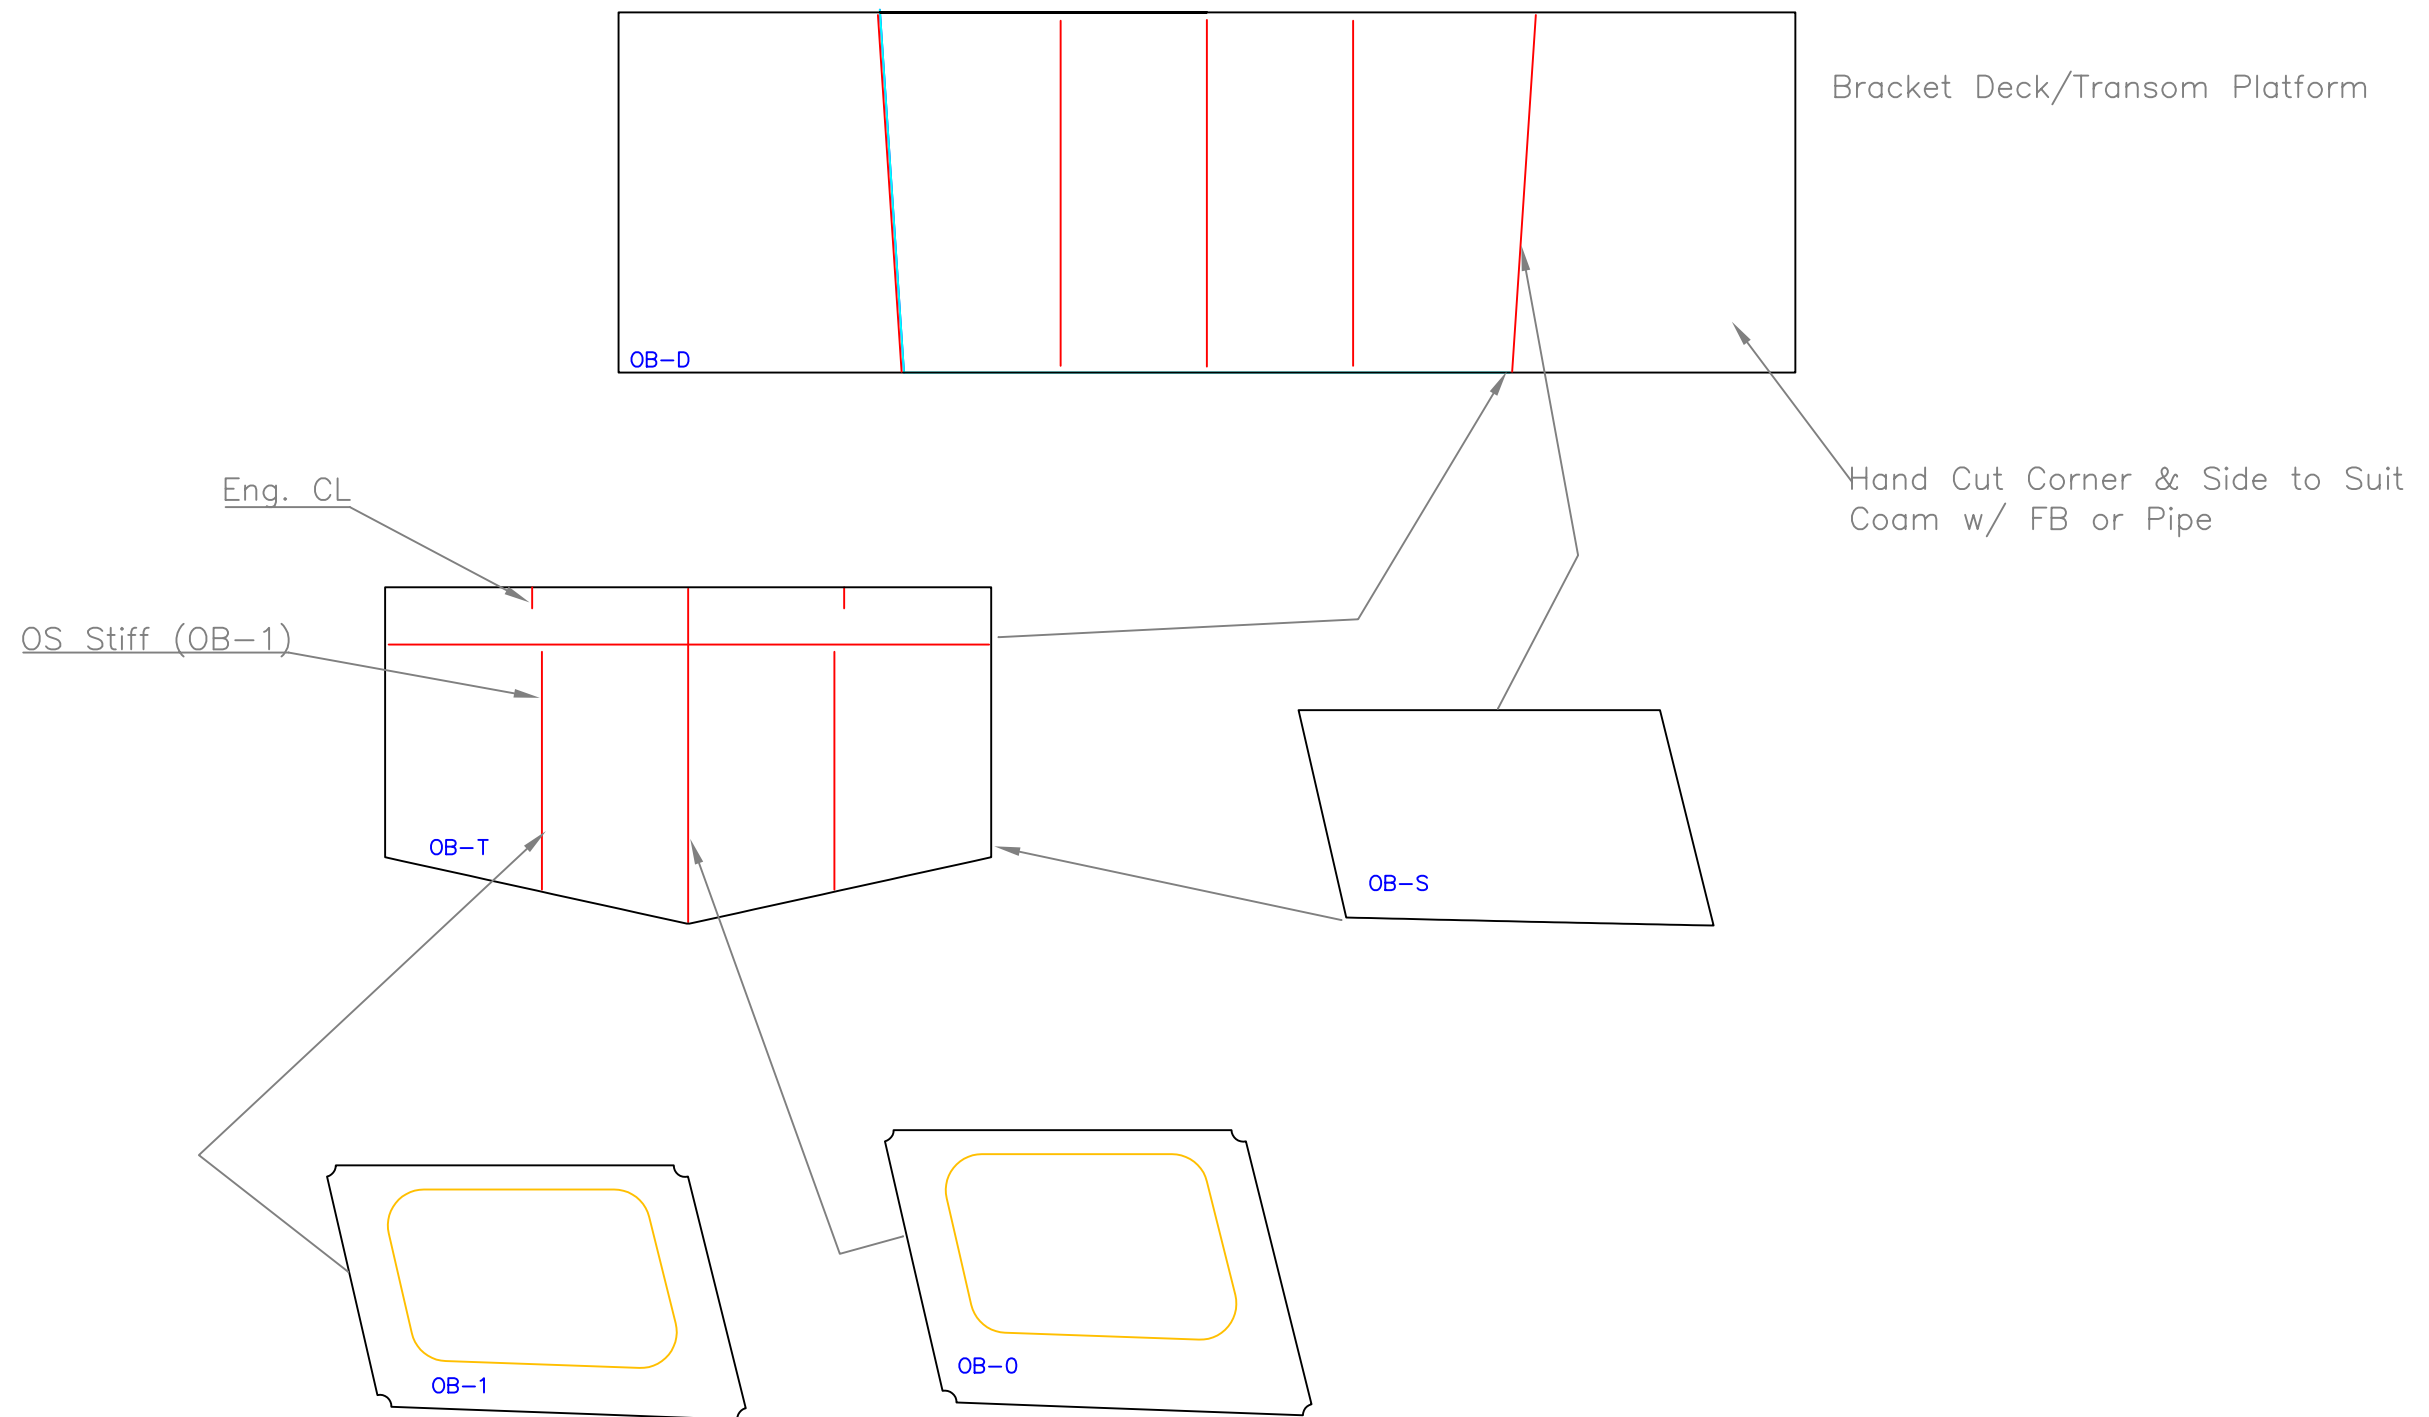 Bracket Deck/Transom Platform
OB-D
Hand Cut Corner & Side to Suit
Coam w/ FB or Pipe
Eng. CL
OS Stiff (OB-1)
OB-T
OB-S
OB-1
OB-0